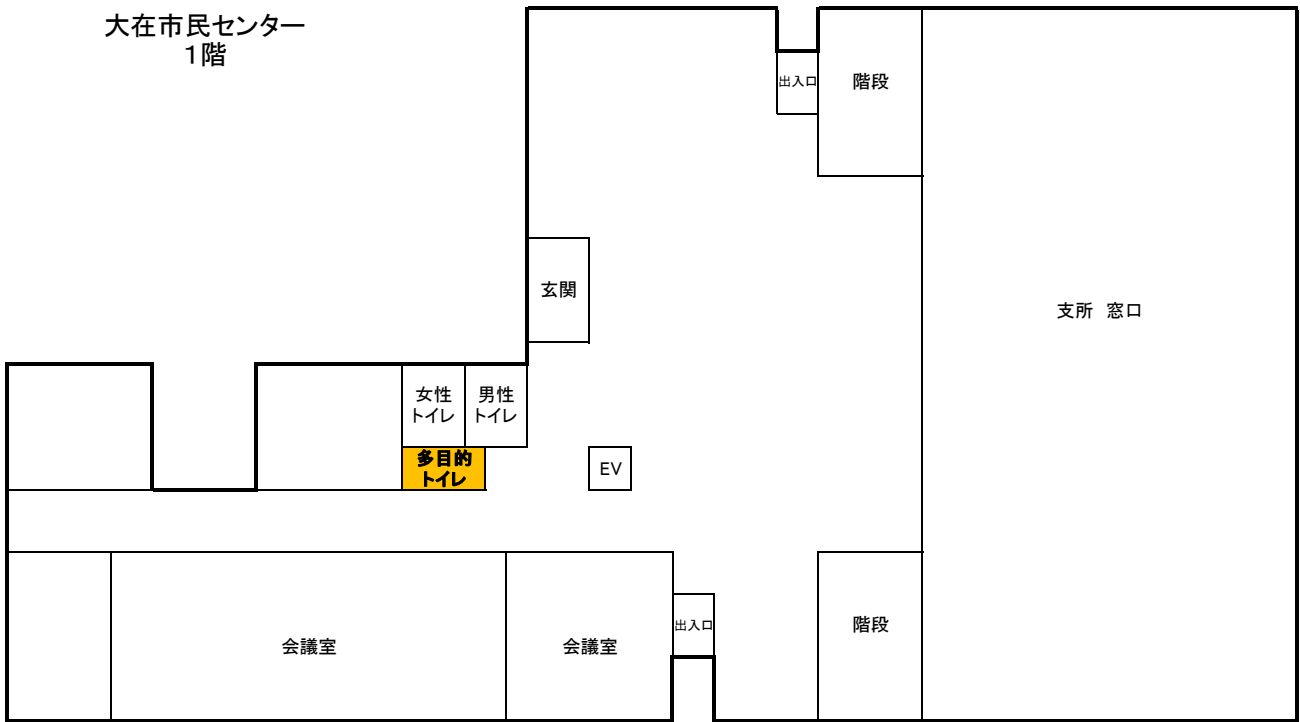 大在市民センター
1階
出入口
階段
玄関
支所 窓口
女性
トイレ
男性
トイレ
多目的
トイレ
EV
会議室
会議室
出入口
階段